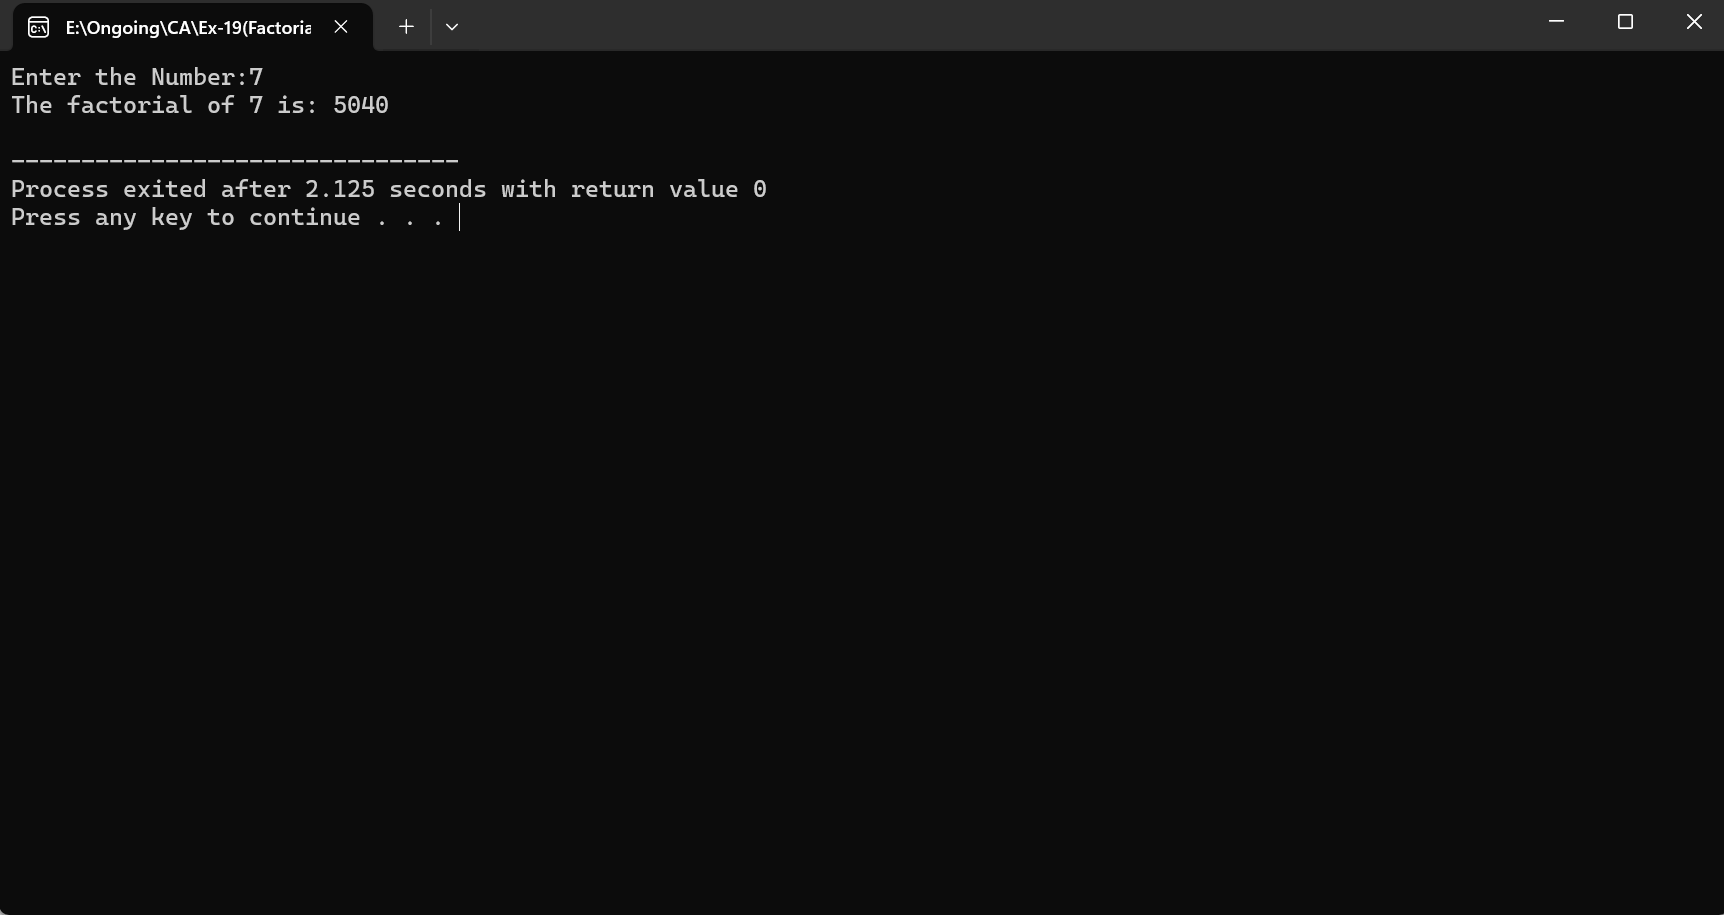 E:\Ongoing\CA\Ex-19(Factoria
Enter the Number:7
The factorial of 7 is: 5040
--------------------------------
Process exited after 2.125 seconds with return value 0
Press any key to continue . . .